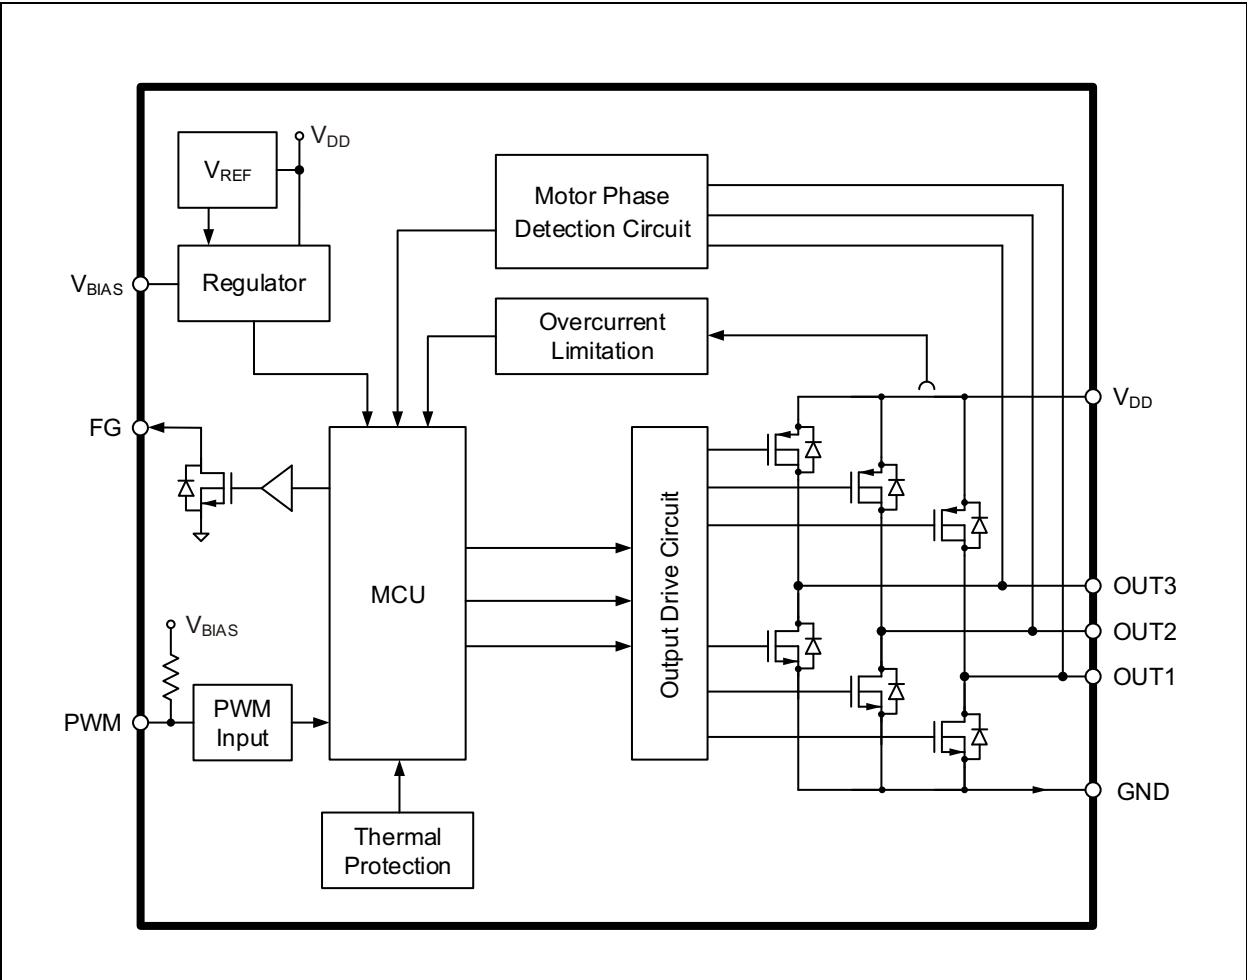 VDD
VREF
Motor Phase
Detection Circuit
VBIAS
Regulator
Overcurrent
Limitation
VDD
FG
MCU
Output Drive Circuit
OUT3
VBIAS
OUT2
OUT1
PWM
PWM
Input
GND
Thermal
Protection